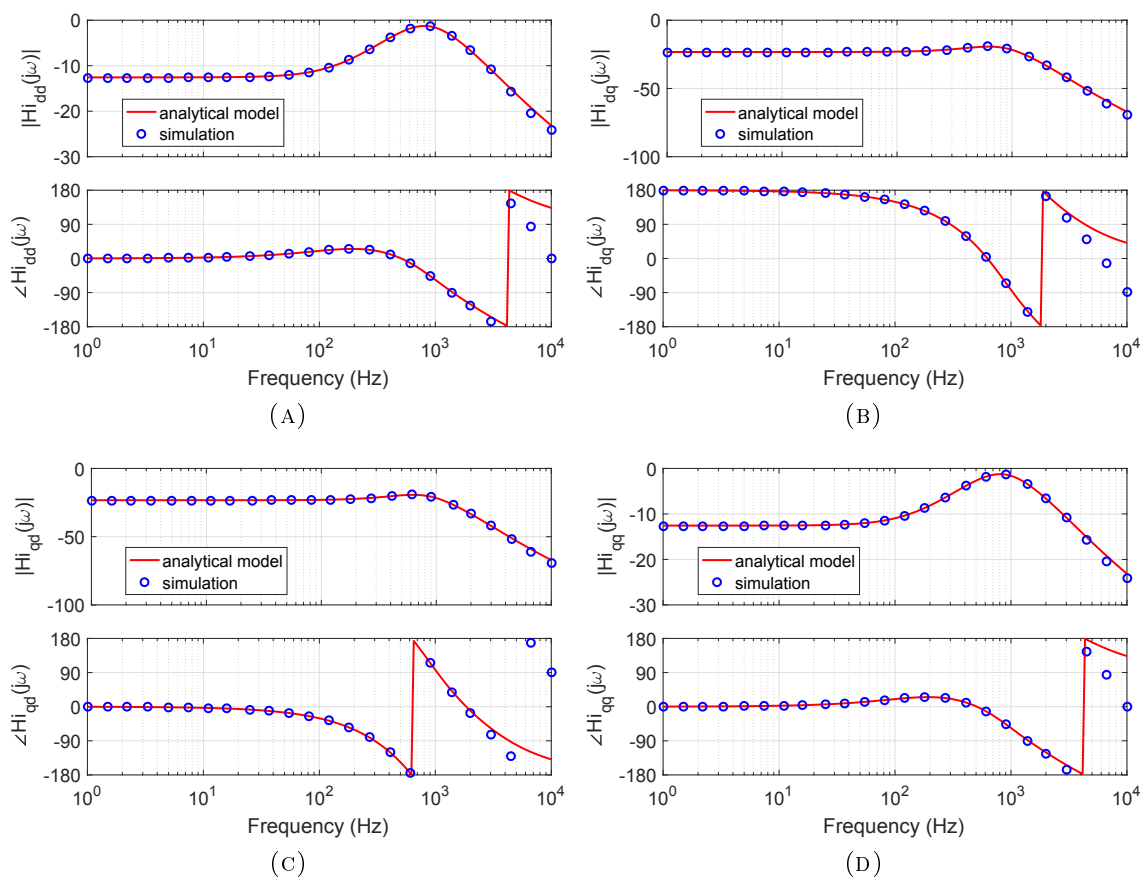 |Hi_dd(jω)|
0
-10
-20
-30
analytical model
simulation
∠Hi_dd(jω)
180
90
0
-90
-180
10^0 10^1 10^2 10^3 10^4
Frequency (Hz)
(A)
|Hi_dq(jω)|
0
-50
-100
analytical model
simulation
∠Hi_dq(jω)
180
90
0
-90
-180
10^0 10^1 10^2 10^3 10^4
Frequency (Hz)
(B)
|Hi_qd(jω)|
0
-50
-100
analytical model
simulation
∠Hi_qd(jω)
180
90
0
-90
-180
10^0 10^1 10^2 10^3 10^4
Frequency (Hz)
(C)
|Hi_qq(jω)|
0
-10
-20
-30
analytical model
simulation
∠Hi_qq(jω)
180
90
0
-90
-180
10^0 10^1 10^2 10^3 10^4
Frequency (Hz)
(D)